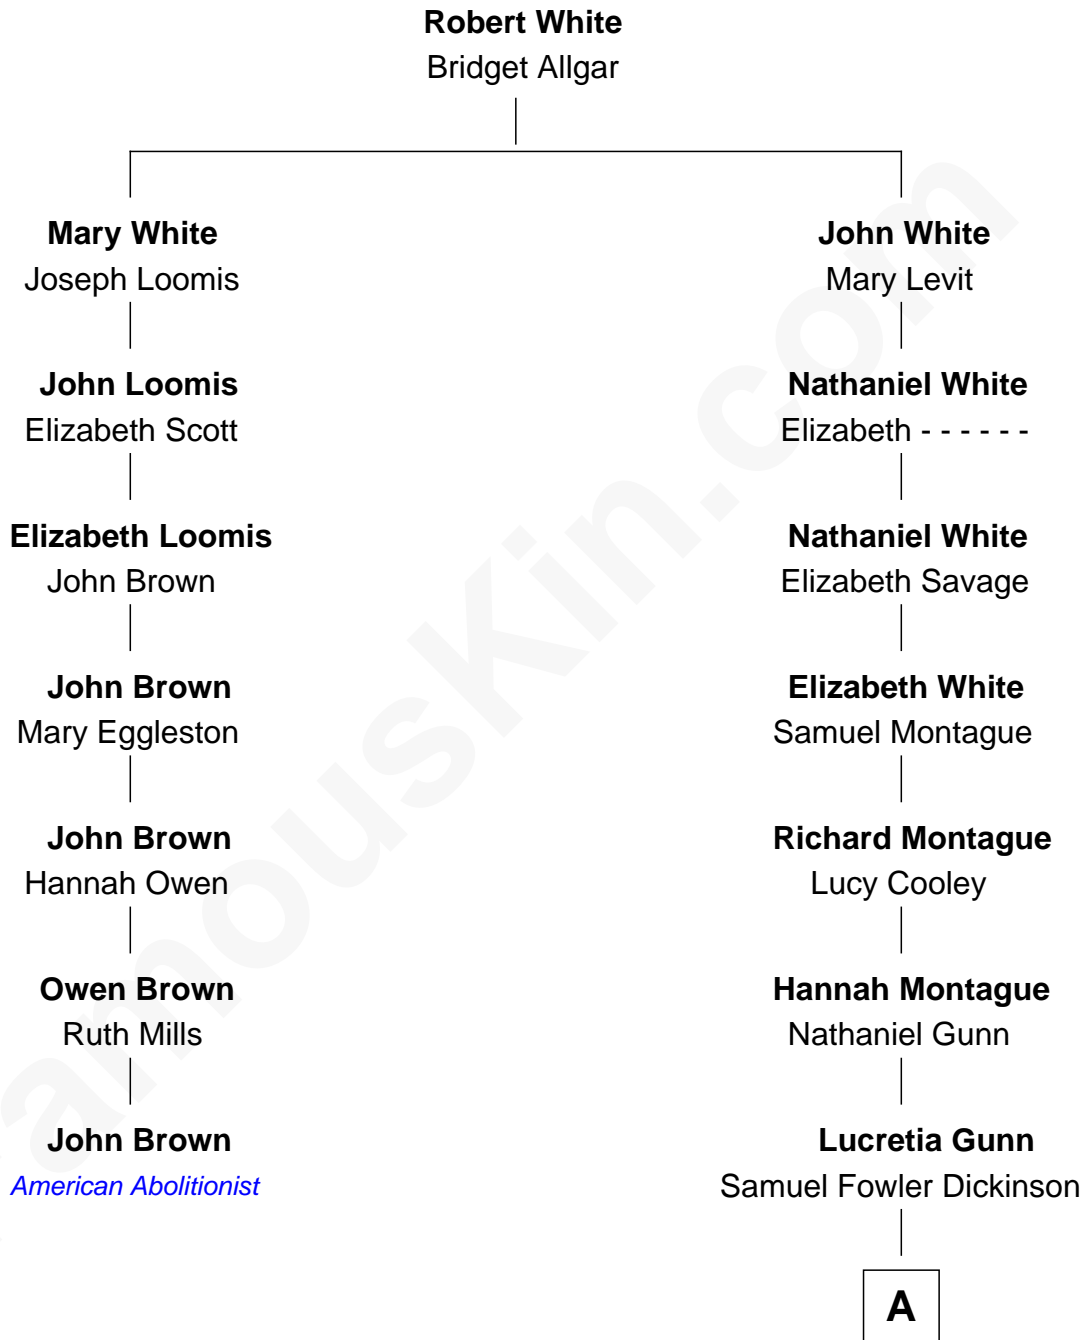 Robert White
Bridget Allgar
Mary White
Joseph Loomis
John White
Mary Levit
John Loomis
Elizabeth Scott
Nathaniel White
Elizabeth - - - - - -
Elizabeth Loomis
John Brown
Nathaniel White
Elizabeth Savage
John Brown
Mary Eggleston
Elizabeth White
Samuel Montague
John Brown
Hannah Owen
Richard Montague
Lucy Cooley
Owen Brown
Ruth Mills
Hannah Montague
Nathaniel Gunn
John Brown
American Abolitionist
Lucretia Gunn
Samuel Fowler Dickinson
A
amouskin.com